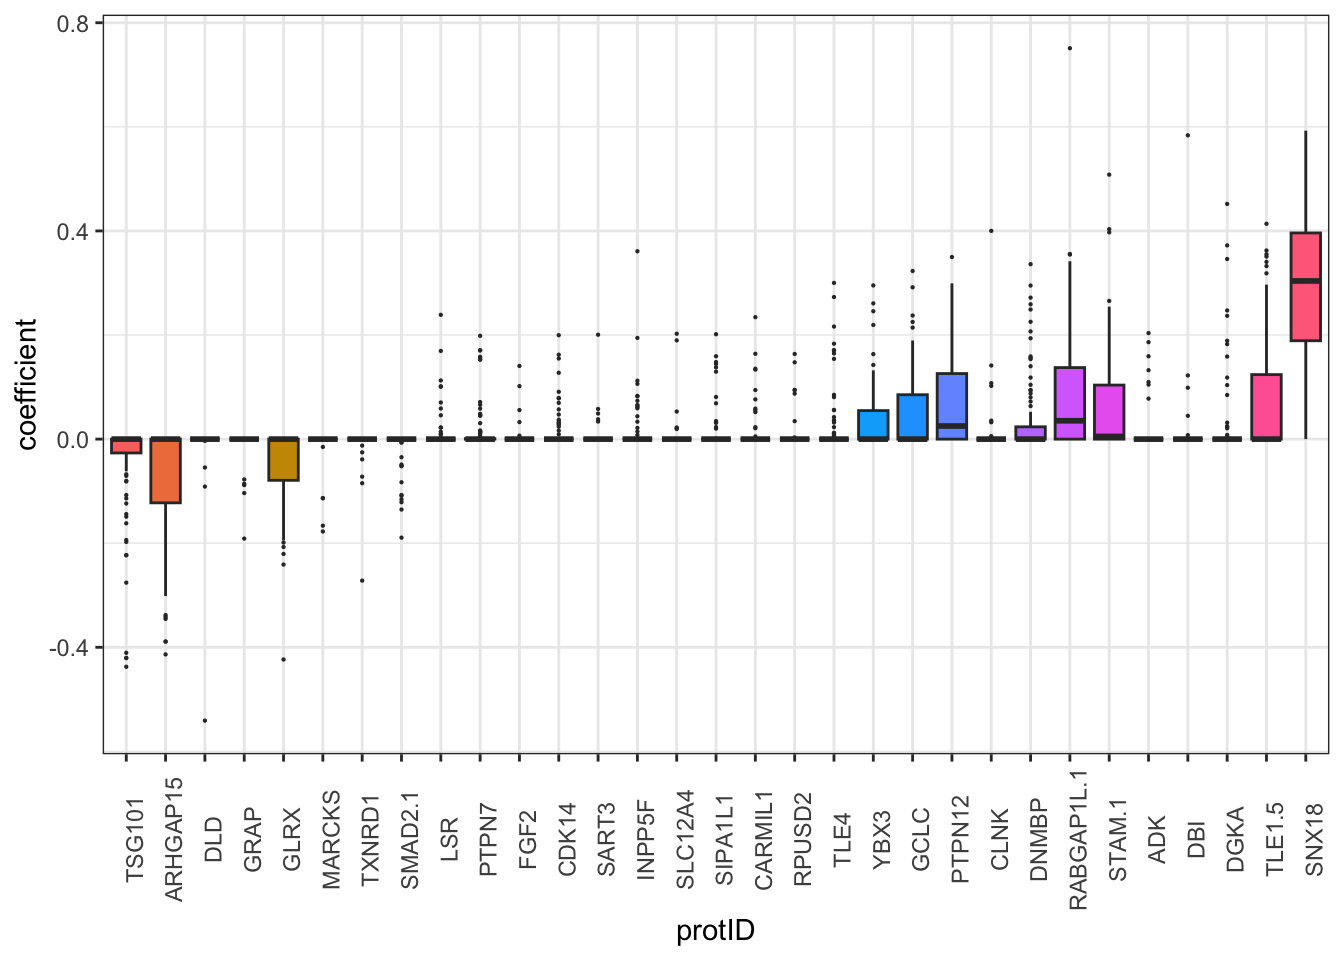 0.8
0.4
0.0
-0.4
coefficient
TSG101
ARHGAP15
DLD
GRAP
GLRX
MARCKS
TXNRD1
SMAD2.1
LSR
PTPN7
FGF2
CDK14
SART3
INPP5F
SLC12A4
SIPA1L1
CARMIL1
RPUSD2
TLE4
YBX3
GCLC
PTPN12
CLNK
DNMBP
RABGAP1L.1
STAM.1
ADK
DBI
DGKA
TLE1.5
SNX18
protID